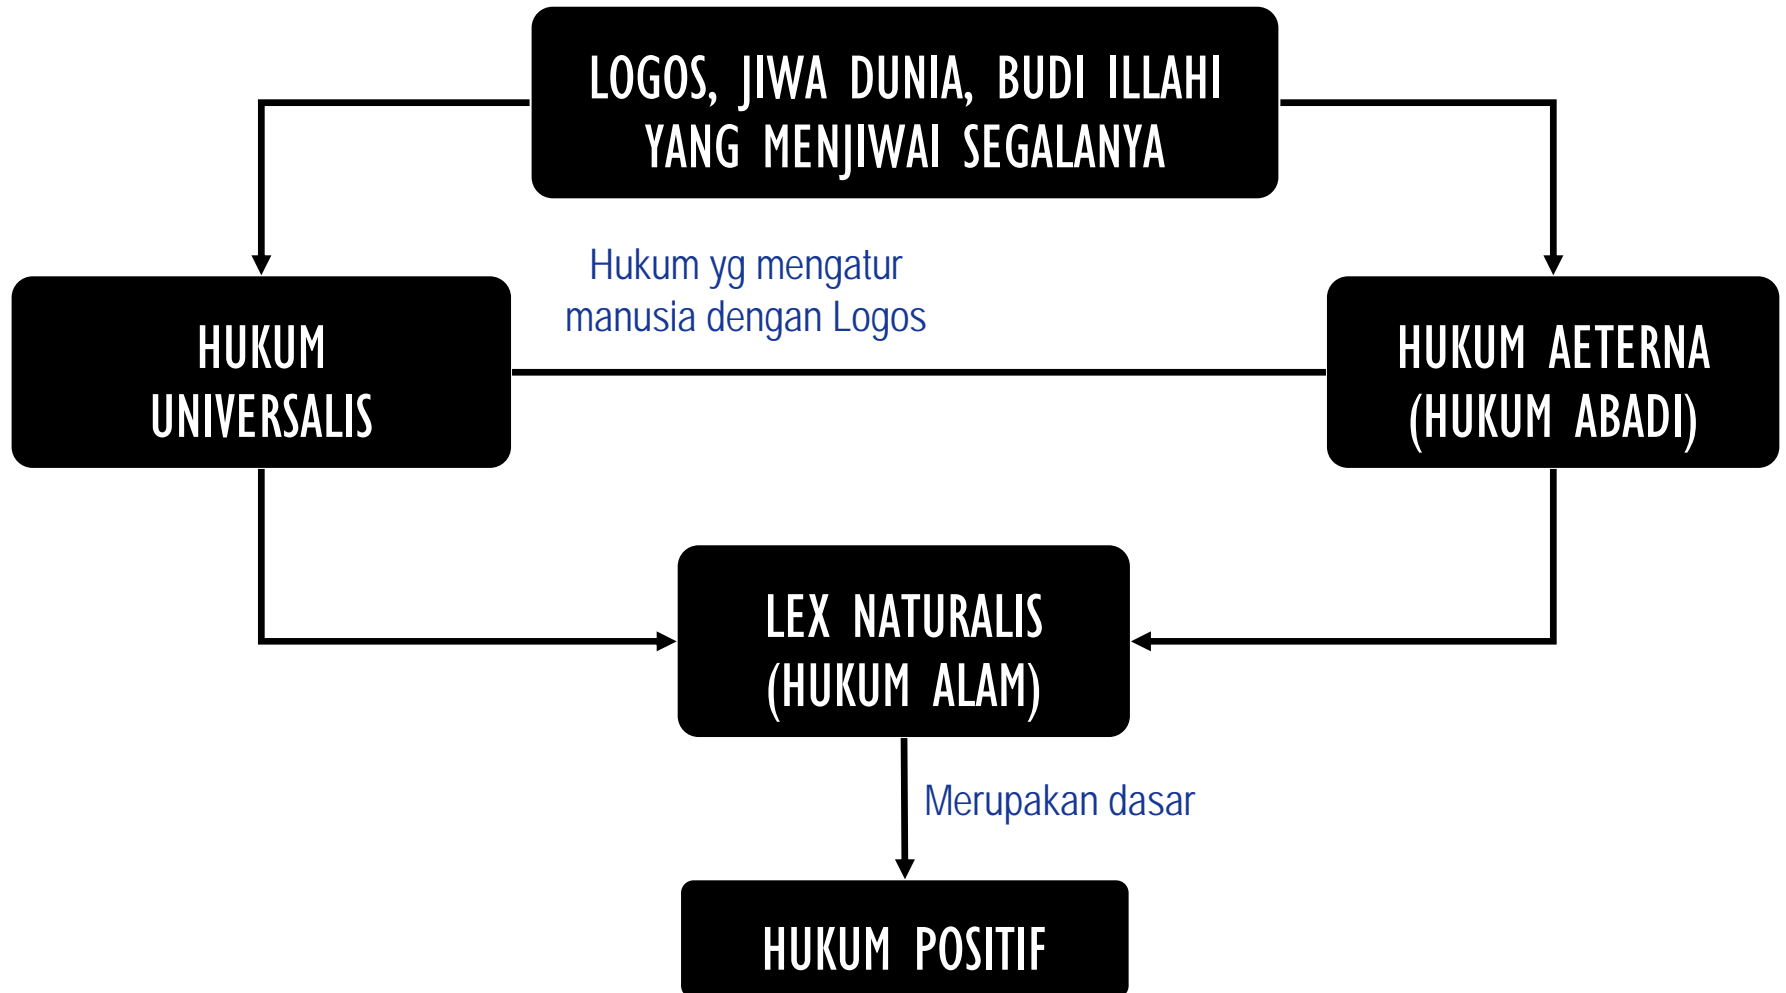 LOGOS, JIWA DUNIA, BUDI ILLAHI
YANG MENJIWAI SEGALANYA
Hukum yg mengatur
manusia dengan Logos
HUKUM
UNIVERSALIS
HUKUM AETERNA
(HUKUM ABADI)
LEX NATURALIS
(HUKUM ALAM)
Merupakan dasar
HUKUM POSITIF